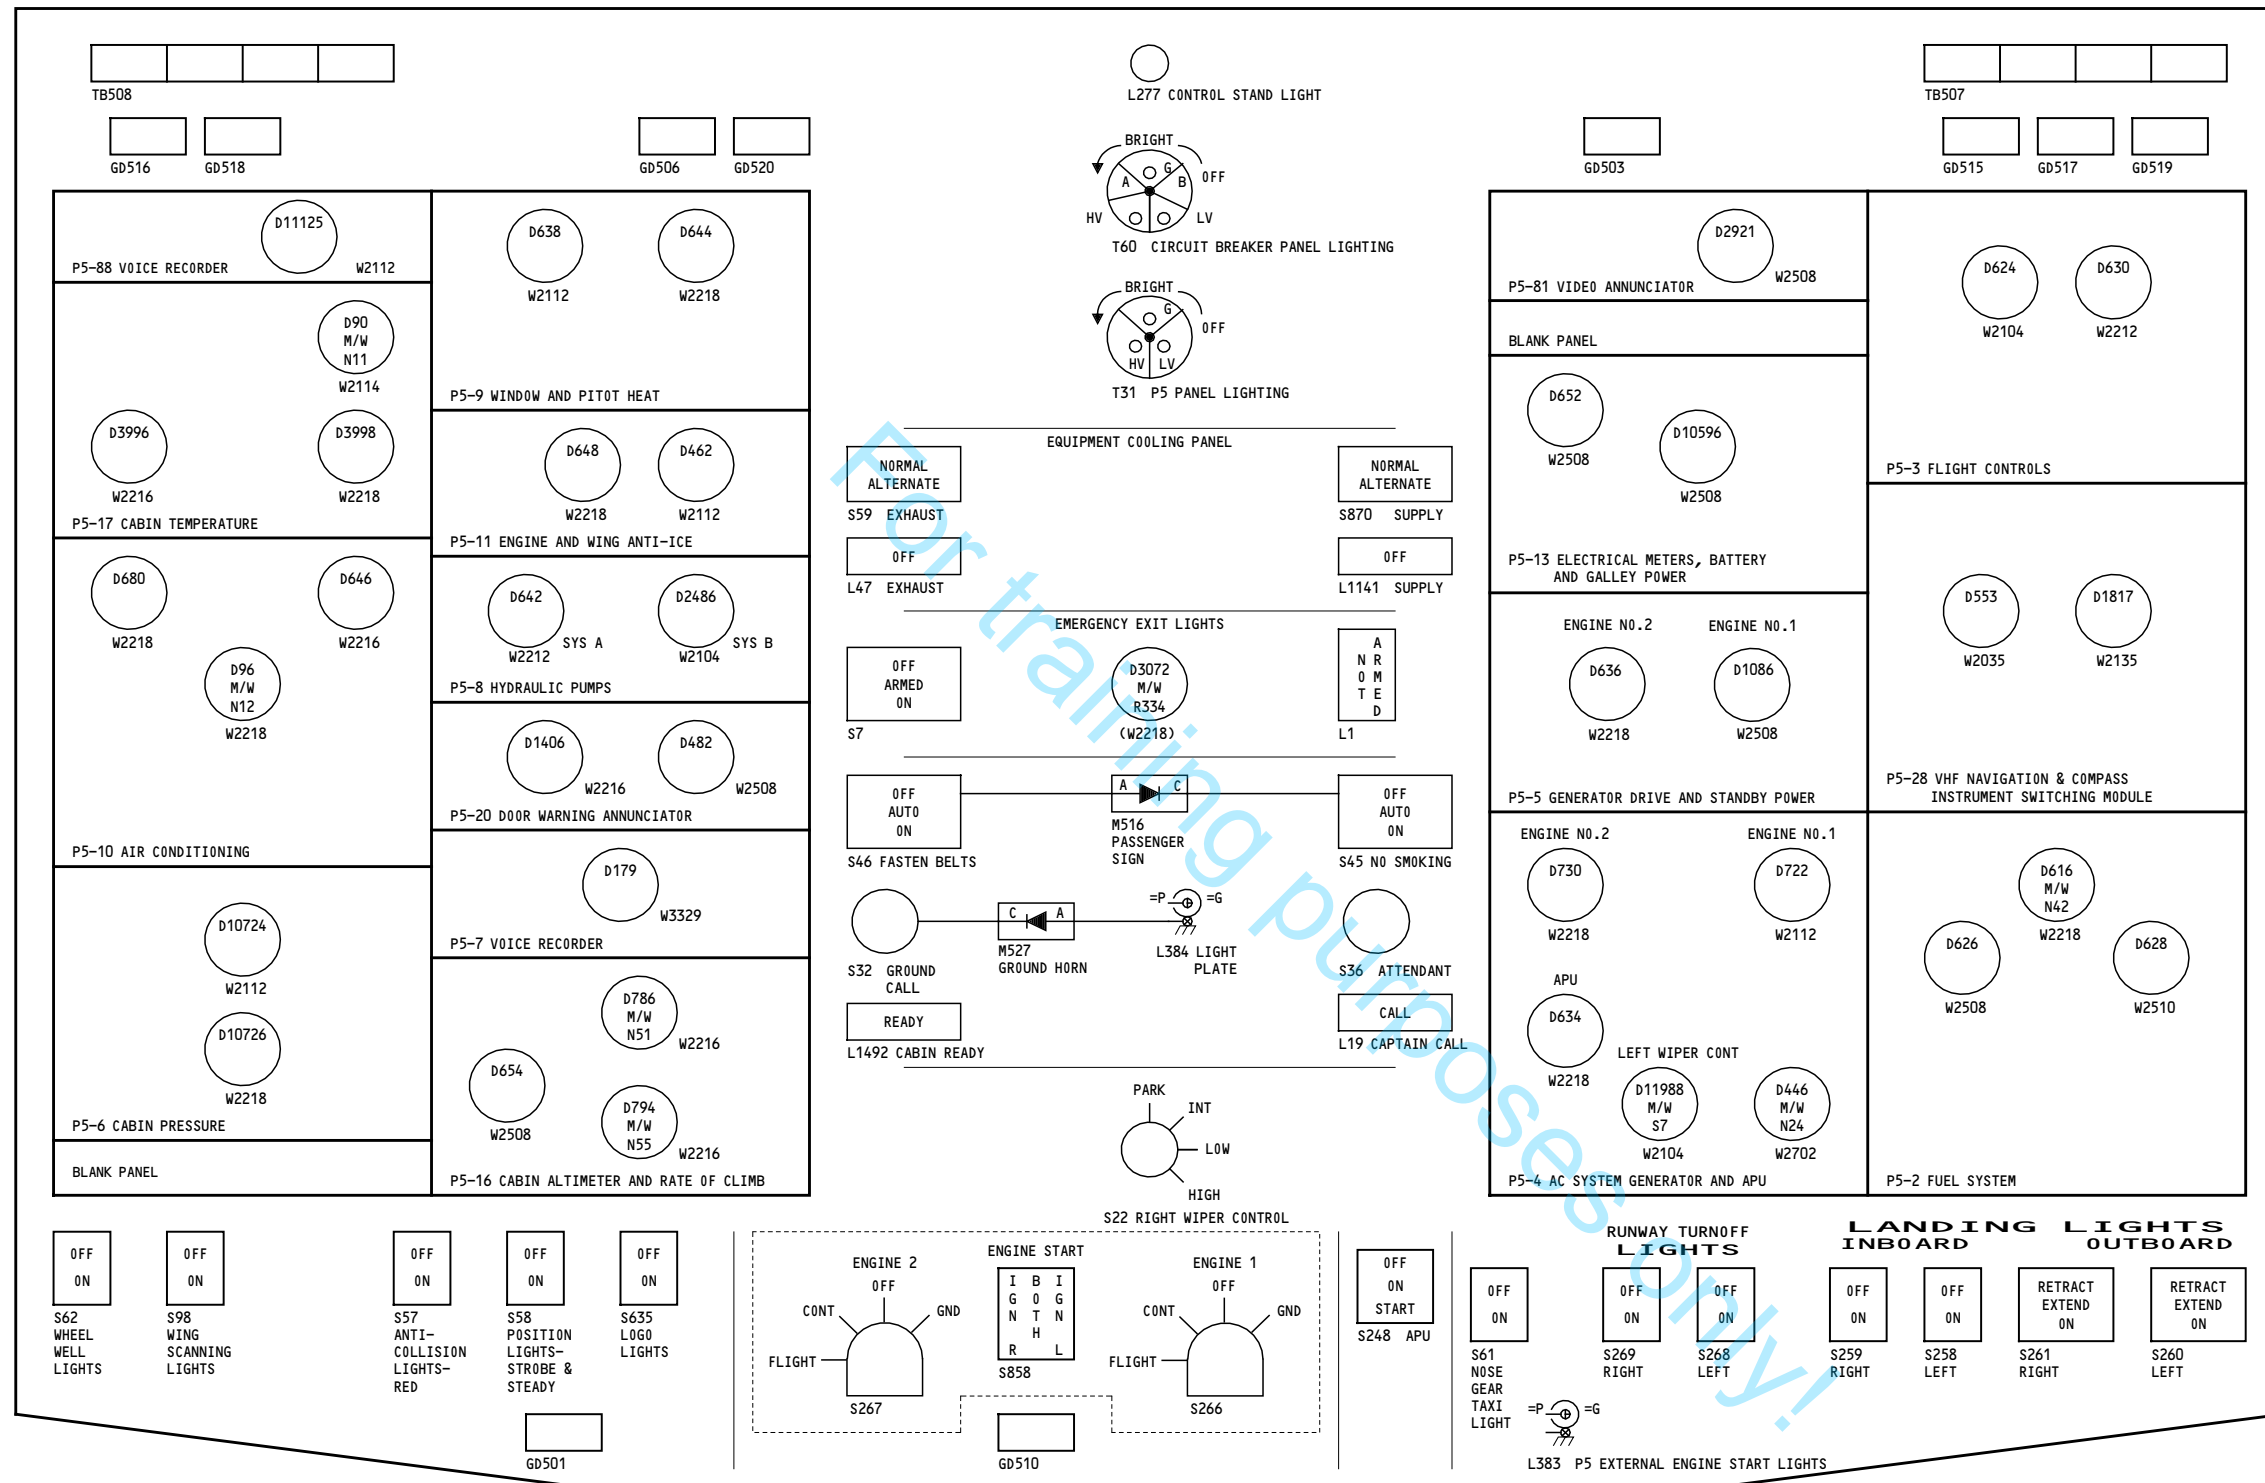 TB508
TB507
GD516
GD518
GD506
GD520
GD503
GD515
GD517
GD519
L277 CONTROL STAND LIGHT
BRIGHT
OFF
G
A
B
HV
LV
T60 CIRCUIT BREAKER PANEL LIGHTING
BRIGHT
OFF
G
HV
LV
T31 P5 PANEL LIGHTING
D11125
W2112
P5-88 VOICE RECORDER
D90
M/W
N11
W2114
D3996
W2216
D3998
W2218
P5-17 CABIN TEMPERATURE
D680
W2218
D646
W2216
D96
M/W
N12
W2218
P5-10 AIR CONDITIONING
D10724
W2112
D10726
W2218
P5-6 CABIN PRESSURE
BLANK PANEL
D638
W2112
D644
W2218
P5-9 WINDOW AND PITOT HEAT
D648
W2218
D462
W2112
P5-11 ENGINE AND WING ANTI-ICE
D642
W2212
SYS A
D2486
W2104
SYS B
P5-8 HYDRAULIC PUMPS
D1406
W2216
D482
W2508
P5-20 DOOR WARNING ANNUNCIATOR
D179
W3329
P5-7 VOICE RECORDER
D786
M/W
N51
W2216
D654
W2508
D794
M/W
N55
W2216
P5-16 CABIN ALTIMETER AND RATE OF CLIMB
EQUIPMENT COOLING PANEL
NORMAL
ALTERNATE
S59 EXHAUST
NORMAL
ALTERNATE
S870 SUPPLY
OFF
L47 EXHAUST
OFF
L1141 SUPPLY
EMERGENCY EXIT LIGHTS
OFF
ARMED
ON
S7
D3072
M/W
R334
(W2218)
NOT
ARMED
L1
OFF
AUTO
ON
S46 FASTEN BELTS
A
C
M516
PASSENGER
SIGN
OFF
AUTO
ON
S45 NO SMOKING
S32 GROUND
CALL
C
A
M527
GROUND HORN
=P
=G
L384 LIGHT
PLATE
S36 ATTENDANT
READY
L1492 CABIN READY
CALL
L19 CAPTAIN CALL
PARK
INT
LOW
HIGH
S22 RIGHT WIPER CONTROL
D2921
W2508
P5-81 VIDEO ANNUNCIATOR
BLANK PANEL
D652
W2508
D10596
W2508
P5-13 ELECTRICAL METERS, BATTERY
AND GALLEY POWER
ENGINE NO.2
ENGINE NO.1
D636
W2218
D1086
W2508
P5-5 GENERATOR DRIVE AND STANDBY POWER
ENGINE NO.2
ENGINE NO.1
D730
W2218
D722
W2112
APU
D634
W2218
LEFT WIPER CONT
D11988
M/W
S7
W2104
D446
M/W
N24
W2702
P5-4 AC SYSTEM GENERATOR AND APU
D624
W2104
D630
W2212
P5-3 FLIGHT CONTROLS
D553
W2035
D1817
W2135
P5-28 VHF NAVIGATION & COMPASS
INSTRUMENT SWITCHING MODULE
D616
M/W
N42
W2218
D626
W2508
D628
W2510
P5-2 FUEL SYSTEM
OFF
ON
S62
WHEEL
WELL
LIGHTS
OFF
ON
S98
WING
SCANNING
LIGHTS
OFF
ON
S57
ANTI-
COLLISION
LIGHTS-
RED
OFF
ON
S58
POSITION
LIGHTS-
STROBE &
STEADY
OFF
ON
S635
LOGO
LIGHTS
GD501
ENGINE 2
OFF
CONT
GND
FLIGHT
S267
ENGINE START
IGN R
BOTH
IGN L
S858
ENGINE 1
OFF
CONT
GND
FLIGHT
S266
GD510
OFF
ON
START
S248 APU
OFF
ON
S61
NOSE
GEAR
TAXI
LIGHT
RUNWAY TURNOFF
LIGHTS
OFF
ON
S269
RIGHT
OFF
ON
S268
LEFT
LANDING LIGHTS
INBOARD
OUTBOARD
OFF
ON
S259
RIGHT
OFF
ON
S258
LEFT
RETRACT
EXTEND
ON
S261
RIGHT
RETRACT
EXTEND
ON
S260
LEFT
=P
=G
L383 P5 EXTERNAL ENGINE START LIGHTS
For training purposes only!